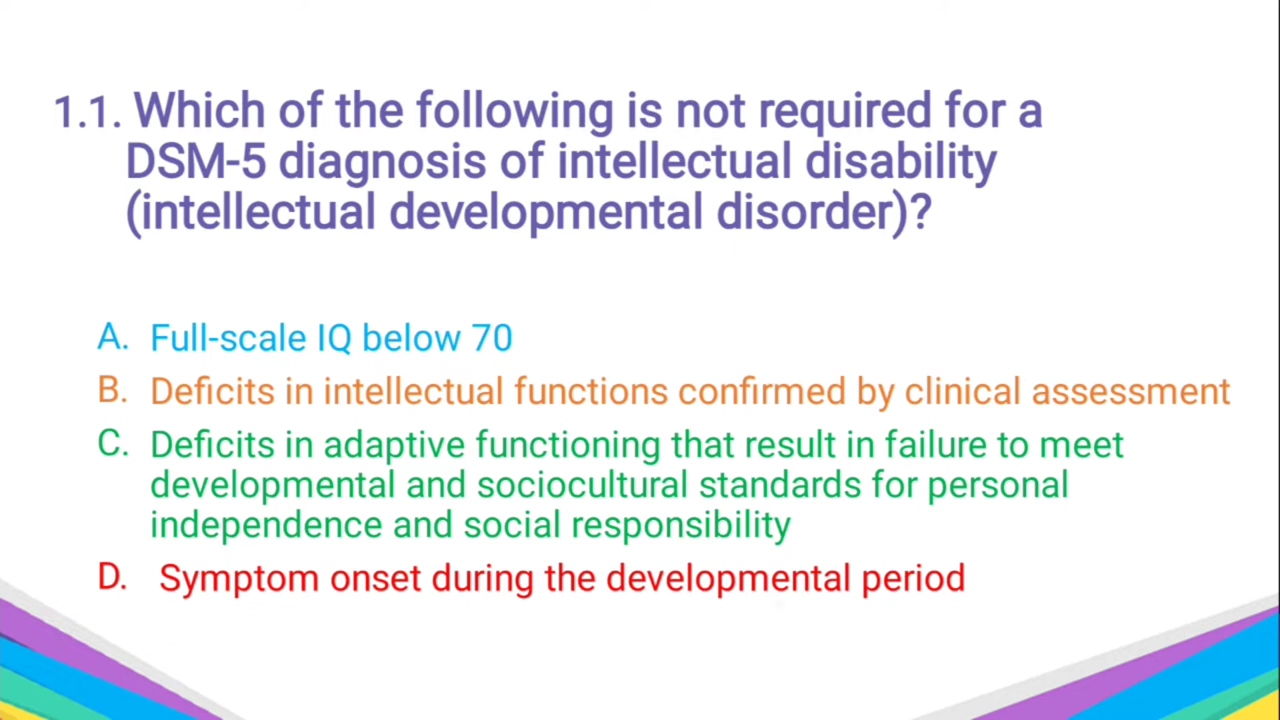 1.1. Which of the following is not required for a
DSM-5 diagnosis of intellectual disability
(intellectual developmental disorder)?
A. Full-scale IQ below 70
B. Deficits in intellectual functions confirmed by clinical assessment
C. Deficits in adaptive functioning that result in failure to meet
developmental and sociocultural standards for personal
independence and social responsibility
D. Symptom onset during the developmental period